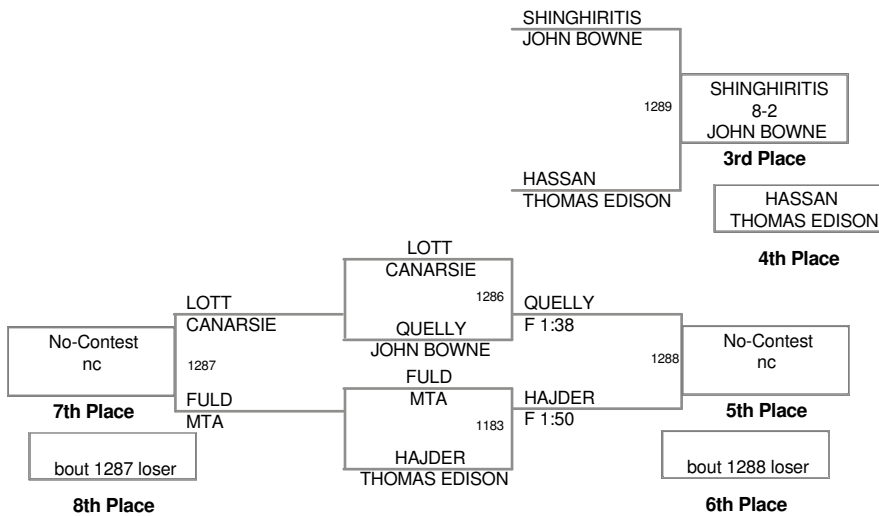 SHINGHIRITIS
JOHN BOWNE
1289
SHINGHIRITIS
8-2
JOHN BOWNE
3rd Place
HASSAN
THOMAS EDISON
HASSAN
THOMAS EDISON
4th Place
LOTT
CANARSIE
1286
QUELLY
JOHN BOWNE
LOTT
CANARSIE
1287
FULD
MTA
No-Contest
nc
7th Place
bout 1287 loser
8th Place
FULD
MTA
1183
HAJDER
THOMAS EDISON
QUELLY
F 1:38
1288
HAJDER
F 1:50
No-Contest
nc
5th Place
bout 1288 loser
6th Place